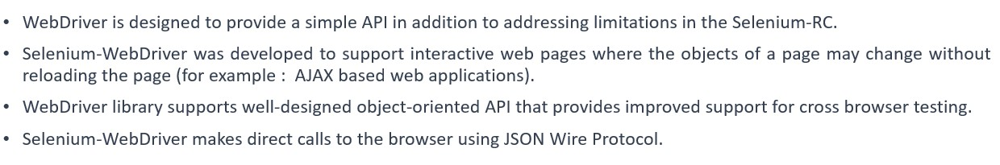 • WebDriver is designed to provide a simple API in addition to addressing limitations in the Selenium-RC.
• Selenium-WebDriver was developed to support interactive web pages where the objects of a page may change without
reloading the page (for example :  AJAX based web applications).
• WebDriver library supports well-designed object-oriented API that provides improved support for cross browser testing.
• Selenium-WebDriver makes direct calls to the browser using JSON Wire Protocol.